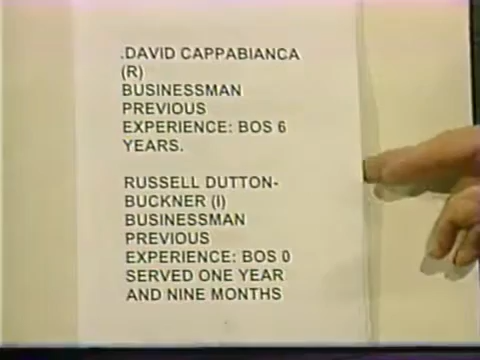 .DAVID CAPPABIANCA
(R)
BUSINESSMAN
PREVIOUS
EXPERIENCE: BOS 6
YEARS.
RUSSELL DUTTON-
BUCKNER (I)
BUSINESSMAN
PREVIOUS
EXPERIENCE: BOS 0
SERVED ONE YEAR
AND NINE MONTHS